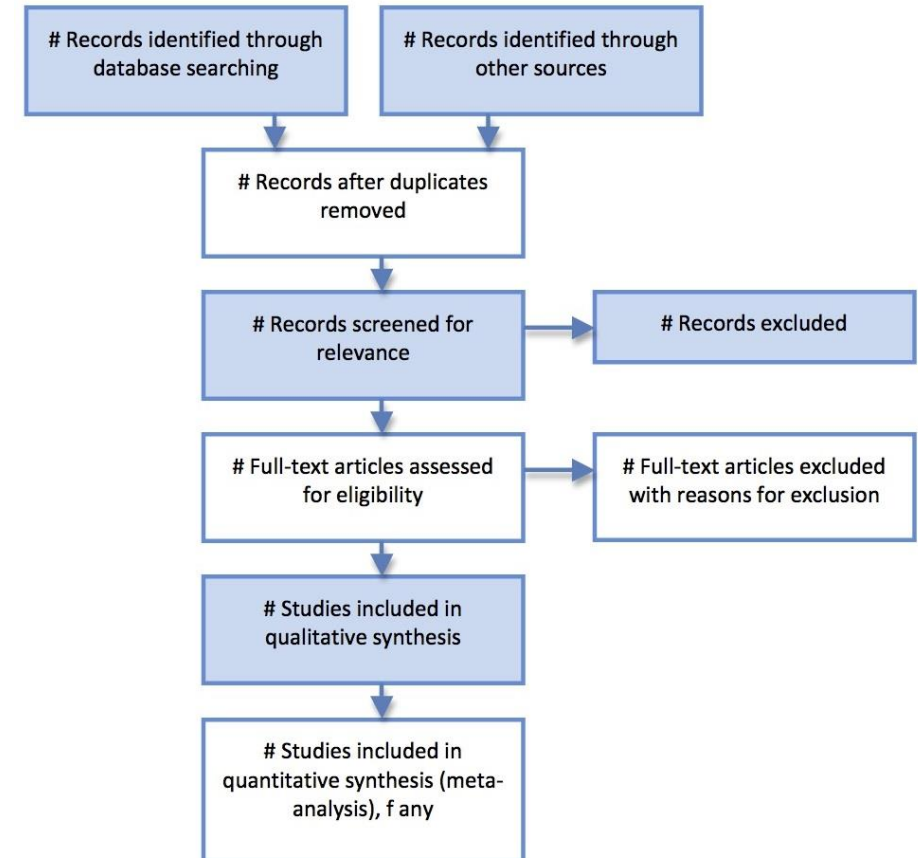 # Records identified through
database searching
# Records identified through
other sources
# Records after duplicates
removed
# Records screened for
relevance
# Records excluded
# Full-text articles assessed
for eligibility
# Full-text articles excluded
with reasons for exclusion
# Studies included in
qualitative synthesis
# Studies included in
quantitative synthesis (meta-
analysis), f any